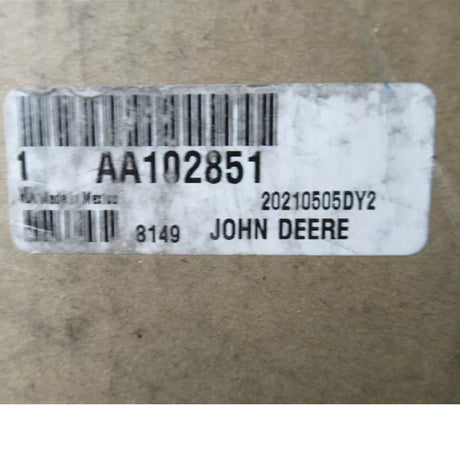 1 AA102851
Made in Mexico 20210505DY2
8149 JOHN DEERE